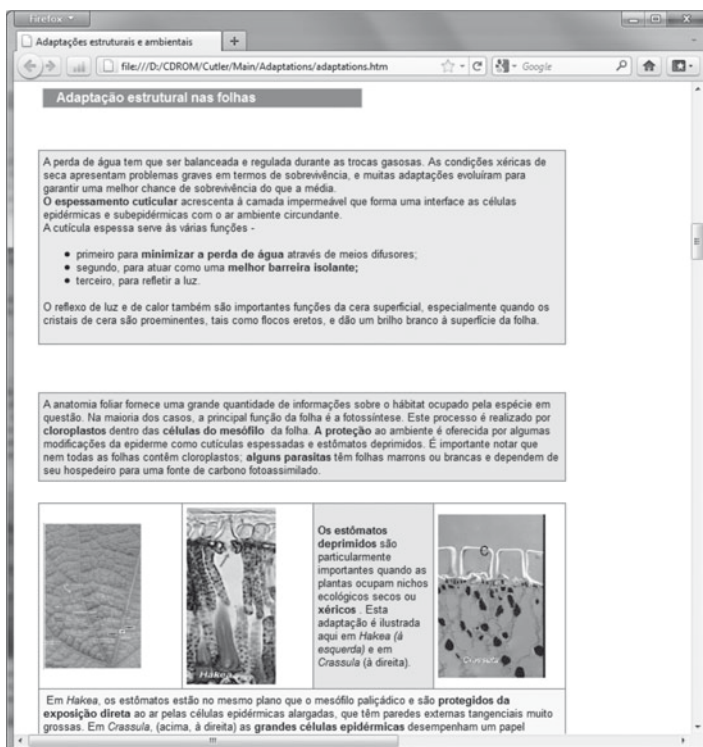 Firefox
Adaptações estruturais e ambientais
+
file:///D:/CDROM/Cutler/Main/Adaptations/adaptations.htm
Google
Adaptação estrutural nas folhas
A perda de água tem que ser balanceada e regulada durante as trocas gasosas. As condições xéricas de
seca apresentam problemas graves em termos de sobrevivência, e muitas adaptações evoluíram para
garantir uma melhor chance de sobrevivência do que a média.
O espessamento cuticular acrescenta à camada impermeável que forma uma interface as células
epidérmicas e subepidérmicas com o ar ambiente circundante.
A cutícula espessa serve às várias funções -
• primeiro para minimizar a perda de água através de meios difusores;
• segundo, para atuar como uma melhor barreira isolante;
• terceiro, para refletir a luz.
O reflexo de luz e de calor também são importantes funções da cera superficial, especialmente quando os
cristais de cera são proeminentes, tais como flocos eretos, e dão um brilho branco à superfície da folha.
A anatomia foliar fornece uma grande quantidade de informações sobre o hábitat ocupado pela espécie em
questão. Na maioria dos casos, a principal função da folha é a fotossíntese. Este processo é realizado por
cloroplastos dentro das células do mesófilo da folha. A proteção ao ambiente é oferecida por algumas
modificações da epiderme como cutículas espessadas e estômatos deprimidos. É importante notar que
nem todas as folhas contêm cloroplastos; alguns parasitas têm folhas marrons ou brancas e dependem de
seu hospedeiro para uma fonte de carbono fotoassimilado.
Hakea
Os estômatos
deprimidos são
particularmente
importantes quando as
plantas ocupam nichos
ecológicos secos ou
xéricos . Esta
adaptação é ilustrada
aqui em Hakea (à
esquerda) e em
Crassula (à direita).
C
Crassula
Em Hakea, os estômatos estão no mesmo plano que o mesófilo paliçádico e são protegidos da
exposição direta ao ar pelas células epidérmicas alargadas, que têm paredes externas tangenciais muito
grossas. Em Crassula, (acima, à direita) as grandes células epidérmicas desempenham um papel